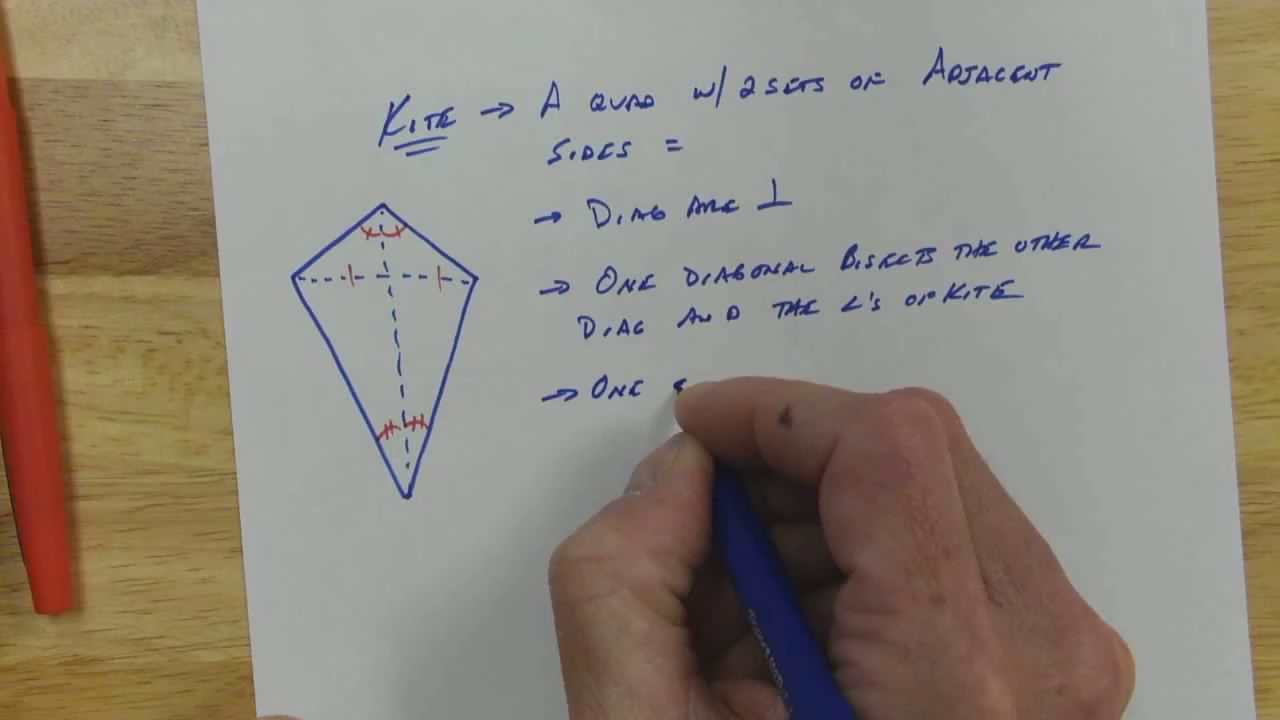 KITE → A QUAD W/ 2 SETS OF ADJACENT
SIDES =
→ DIAG ARE ⊥
→ ONE DIAGONAL BISECTS THE OTHER
DIAG AND THE ∠'S OF KITE
→ ONE